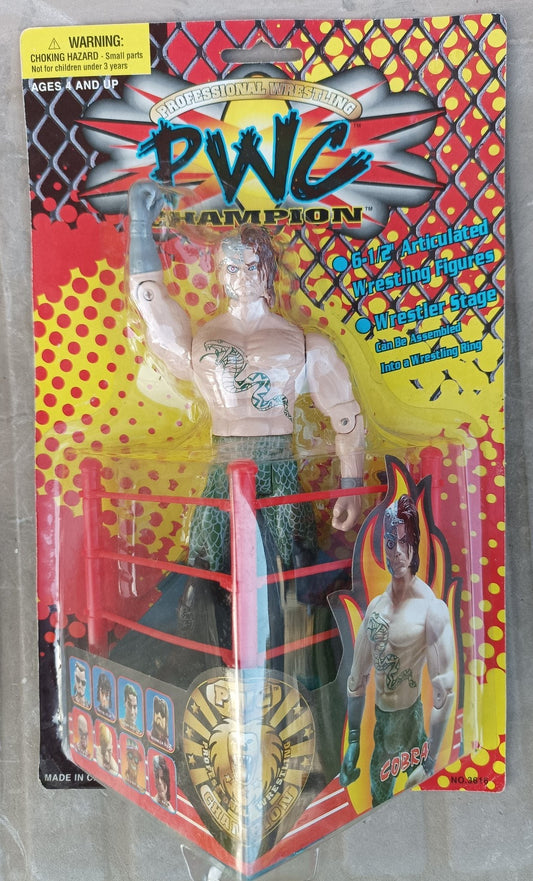 ⚠ WARNING:
CHOKING HAZARD - Small parts
Not for children under 3 years
AGES 4 AND UP
PROFESSIONAL WRESTLING
PWC
CHAMPION™
6-1/2" Articulated
Wrestling Figures
Wrestler Stage
Can Be Assembled
Into a Wrestling Ring
COBRA
MADE IN
NO.3816